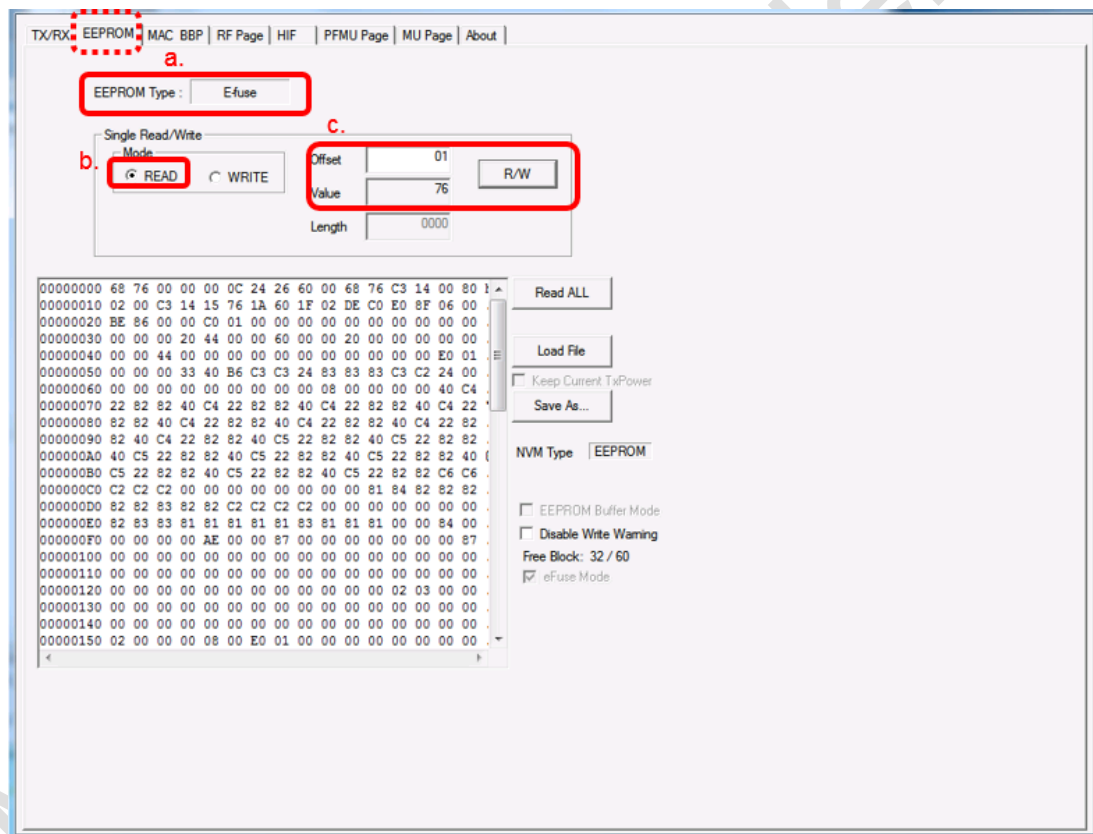 TX/RX EEPROM MAC BBP RF Page HIF PFMU Page MU Page About
a.
EEPROM Type : E-fuse
Single Read/Write
c.
b.
Mode
READ WRITE
Offset 01
R/W
Value 76
Length 0000
00000000 68 76 00 00 00 0C 24 26 60 00 68 76 C3 14 00 80
00000010 02 00 C3 14 15 76 1A 60 1F 02 DE C0 E0 8F 06 00 .
00000020 BE 86 00 00 C0 01 00 00 00 00 00 00 00 00 00 00 .
00000030 00 00 00 20 44 00 00 60 00 00 20 00 00 00 00 00 .
00000040 00 00 44 00 00 00 00 00 00 00 00 00 00 00 E0 01 .
00000050 00 00 00 33 40 B6 C3 C3 24 83 83 83 C3 C2 24 00 .
00000060 00 00 00 00 00 00 00 00 00 08 00 00 00 00 40 C4 .
00000070 22 82 82 40 C4 22 82 82 40 C4 22 82 82 40 C4 22 "
00000080 82 82 40 C4 22 82 82 40 C4 22 82 82 40 C4 22 82 .
00000090 82 40 C4 22 82 82 40 C5 22 82 82 40 C5 22 82 82 .
000000A0 40 C5 22 82 82 40 C5 22 82 82 40 C5 22 82 82 40
000000B0 C5 22 82 82 40 C5 22 82 82 40 C5 22 82 82 C6 C6 .
000000C0 C2 C2 C2 00 00 00 00 00 00 00 00 81 84 82 82 82 .
000000D0 82 82 83 82 82 C2 C2 C2 C2 00 00 00 00 00 00 00 .
000000E0 82 83 83 81 81 81 81 81 83 81 81 81 00 00 84 00 .
000000F0 00 00 00 00 AE 00 00 87 00 00 00 00 00 00 00 87 .
00000100 00 00 00 00 00 00 00 00 00 00 00 00 00 00 00 00 .
00000110 00 00 00 00 00 00 00 00 00 00 00 00 00 00 00 00 .
00000120 00 00 00 00 00 00 00 00 00 00 00 00 02 03 00 00 .
00000130 00 00 00 00 00 00 00 00 00 00 00 00 00 00 00 00 .
00000140 00 00 00 00 00 00 00 00 00 00 00 00 00 00 00 00 .
00000150 02 00 00 00 08 00 E0 01 00 00 00 00 00 00 00 00 .
Read ALL
Load File
Keep Current TxPower
Save As...
NVM Type EEPROM
EEPROM Buffer Mode
Disable Write Warning
Free Block: 32 / 60
eFuse Mode